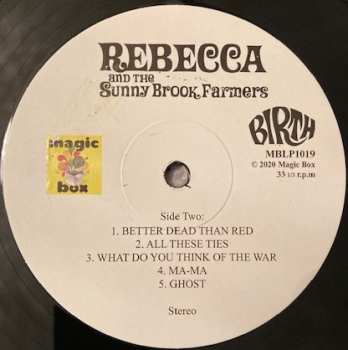 REBECCA
and the
Sunny Brook Farmers
BIRTH
MBLP1019
© 2020 Magic Box
33 1/3 r.p.m
magic
box
Side Two:
1. BETTER DEAD THAN RED
2. ALL THESE TIES
3. WHAT DO YOU THINK OF THE WAR
4. MA-MA
5. GHOST
Stereo